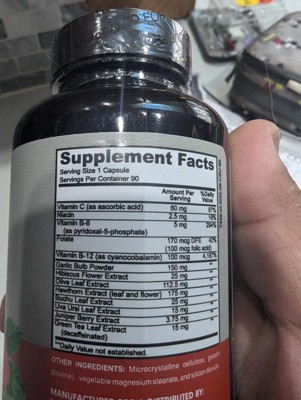 Supplement Facts
Serving Size 1 Capsule
Servings Per Container 90
Amount Per Serving %Daily Value
Vitamin C (as ascorbic acid) 60 mg 67%
Niacin 2.5 mg 16%
Vitamin B-6 5 mg 294%
(as pyridoxal-5-phosphate)
Folate 170 mcg DFE 43%
(100 mcg folic acid)
Vitamin B-12 (as cyanocobalamin) 100 mcg 4,167%
Garlic Bulb Powder 150 mg
Hibiscus Flower Extract 25 mg
Olive Leaf Extract 112.5 mg
Hawthorn Extract (leaf and flower) 175 mg
Buchu Leaf Extract 25 mg
Uva Ursi Leaf Extract 15 mg
Juniper Berry Extract 3.75 mg
Green Tea Leaf Extract 15 mg
(decaffeinated)
**Daily Value not established.
OTHER INGREDIENTS: Microcrystalline cellulose, gelatin
(bovine), vegetable magnesium stearate, and silicon dioxide